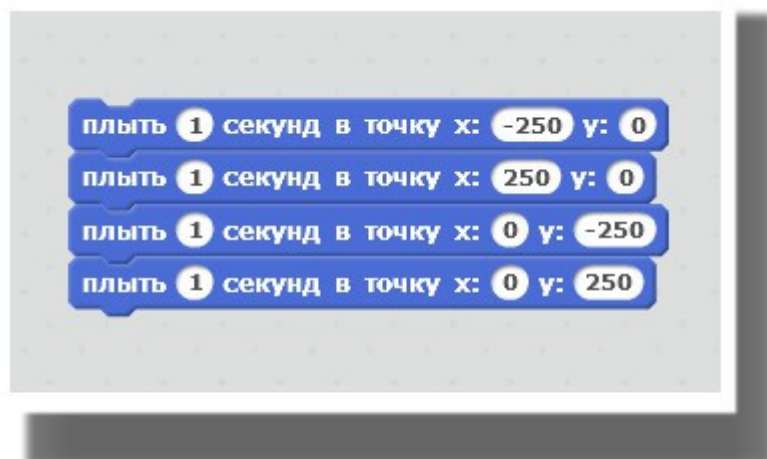 плыть 1 секунд в точку x: -250 y: 0
плыть 1 секунд в точку x: 250 y: 0
плыть 1 секунд в точку x: 0 y: -250
плыть 1 секунд в точку x: 0 y: 250